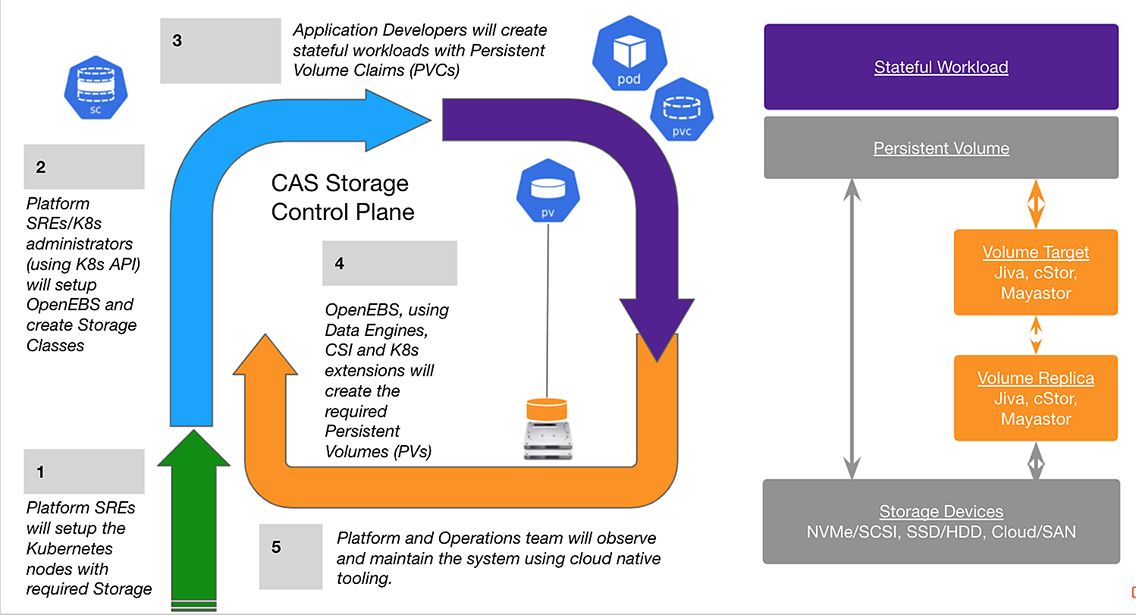 3
Application Developers will create
stateful workloads with Persistent
Volume Claims (PVCs)
sc
pod
pvc
2
Platform
SREs/K8s
administrators
(using K8s API)
will setup
OpenEBS and
create Storage
Classes
CAS Storage
Control Plane
pv
4
OpenEBS, using
Data Engines,
CSI and K8s
extensions will
create the
required
Persistent
Volumes (PVs)
1
Platform SREs
will setup the
Kubernetes
nodes with
required Storage
5
Platform and Operations team will observe
and maintain the system using cloud native
tooling.
Stateful Workload
Persistent Volume
Volume Target
Jiva, cStor,
Mayastor
Volume Replica
Jiva, cStor,
Mayastor
Storage Devices
NVMe/SCSI, SSD/HDD, Cloud/SAN